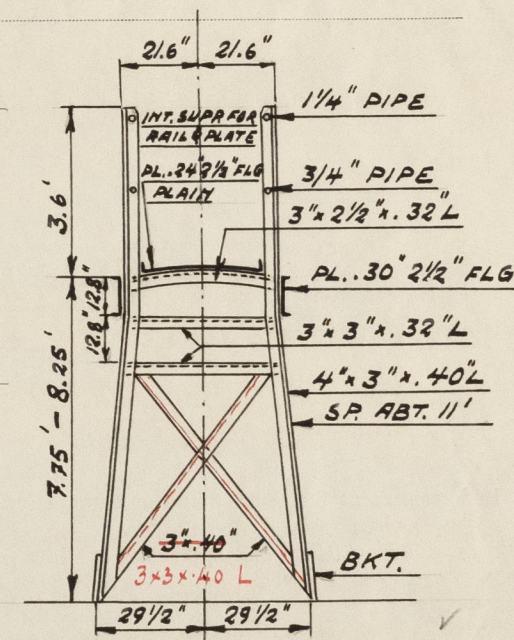 21.6" 21.6"
INT. SUPR FOR
RAIL & PLATE
1¼" PIPE
PL. .24" 2½" FLG
PLAIN
3/4" PIPE
3" x 2½" x .32" L
3.6'
PL. .30" 2½" FLG
12.8"
12.8"
3" x 3" x .32" L
4" x 3" x .40" L
SP. ABT. 11'
7.75' – 8.25'
3" x .40"
3x3x.40 L
BKT.
29½" 29½"